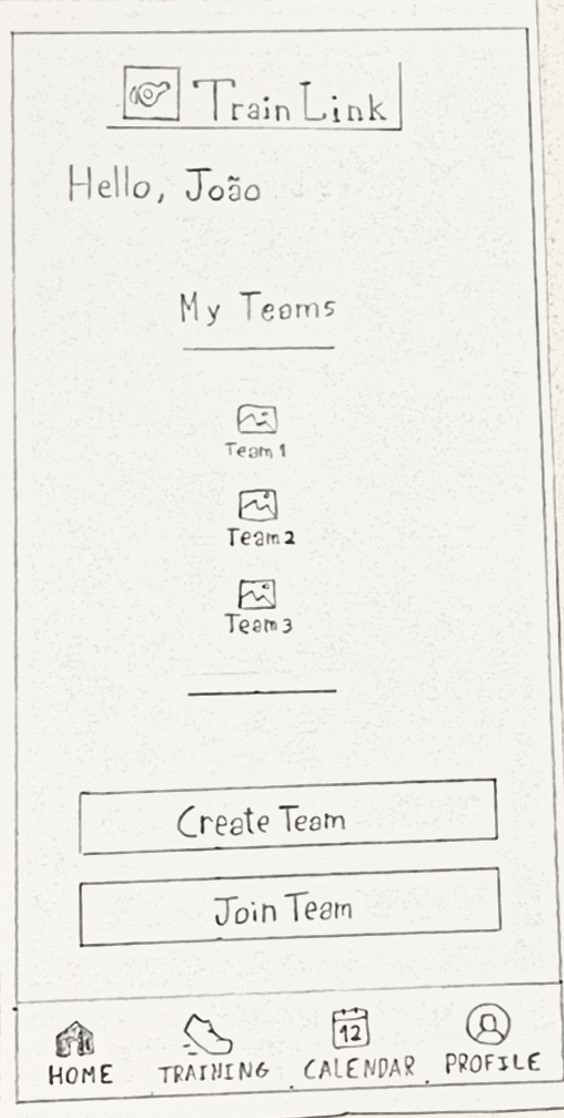 Train Link
Hello, João
My Teams
Team 1
Team 2
Team 3
Create Team
Join Team
12
HOME TRAINING CALENDAR PROFILE